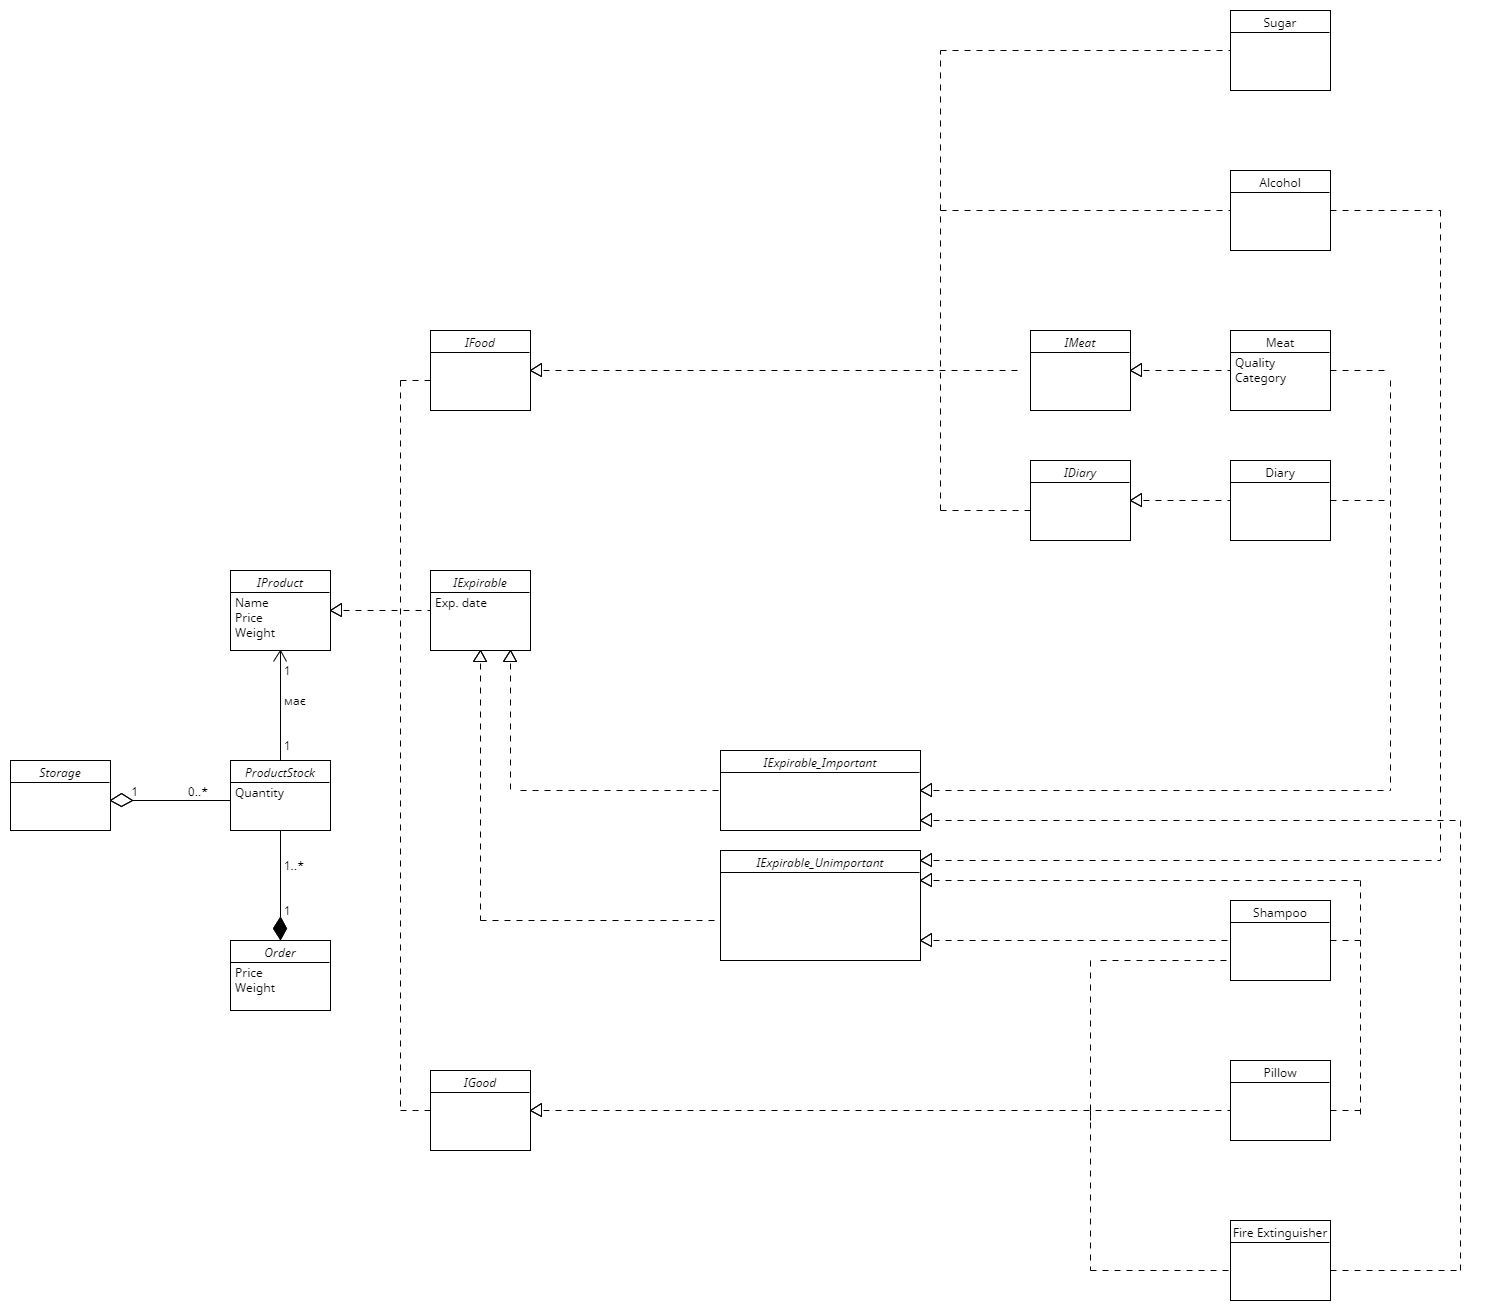 Sugar
Alcohol
IFood
IMeat
Meat
Quality
Category
IDiary
Diary
IProduct
Name
Price
Weight
IExpirable
Exp. date
1
має
1
Storage
1
0..*
ProductStock
Quantity
IExpirable_Important
IExpirable_Unimportant
1..*
1
Order
Price
Weight
Shampoo
IGood
Pillow
Fire Extinguisher